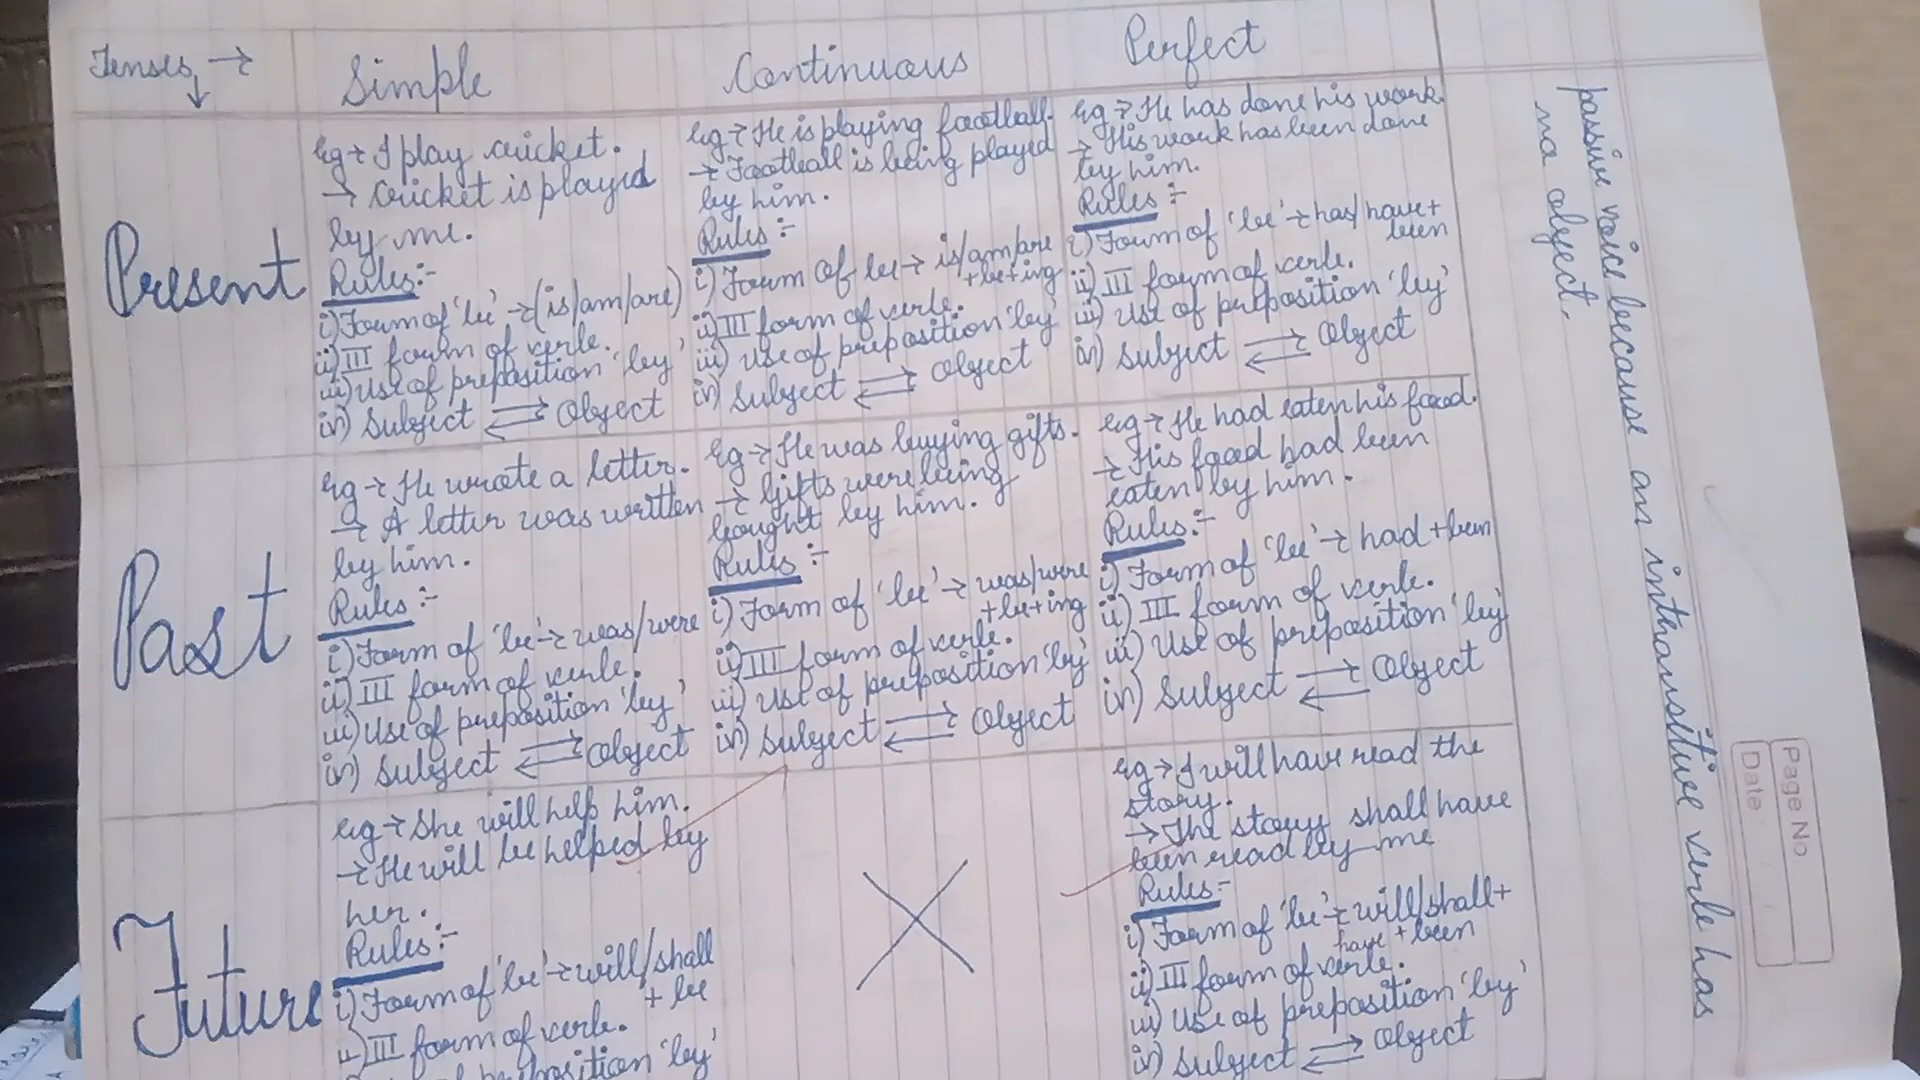 Tenses →
↓
Simple
Continuous
Perfect
Present
Eg → I play cricket.
→ Cricket is played
by me.
Rules:-
i) Form of 'be' → (is/am/are)
ii) III form of verb.
iii) Use of preposition 'by'
iv) Subject ⇄ Object
Eg → He is playing football.
→ Football is being played
by him.
Rules :-
i) Form of be → is/am/are
+be+ing
ii) III form of verb.
iii) Use of preposition 'by'
iv) Subject ⇄ Object
Eg → He has done his work.
→ His work has been done
by him.
Rules :-
i) Form of 'be' → has/have+
been
ii) III form of verb.
iii) Use of preposition 'by'
iv) Subject ⇄ Object
Past
Eg → He wrote a letter.
→ A letter was written
by him.
Rules :-
i) Form of 'be' → was/were
ii) III form of verb.
iii) Use of preposition 'by'
iv) Subject ⇄ Object
Eg → He was buying gifts.
→ Gifts were being
bought by him.
Rules :-
i) Form of 'be' → was/were
+be+ing
ii) III form of verb.
iii) Use of preposition 'by'
iv) Subject ⇄ Object
Eg → He had eaten his food.
→ His food had been
eaten by him.
Rules :-
i) Form of 'be' → had + been
ii) III form of verb.
iii) Use of preposition 'by'
iv) Subject ⇄ Object
Future
Eg → She will help him.
→ He will be helped by
her.
Rules :-
i) Form of 'be' → will/shall
+ be
ii) III form of verb.
preposition 'by'
Eg → I will have read the
story.
→ The story shall have
been read by me
Rules :-
i) Form of 'be' → will/shall+
have + been
ii) III form of verb.
iii) Use of preposition 'by'
iv) Subject ⇄ Object
passive voice because an intransitive verb has
no object.
Page No
Date